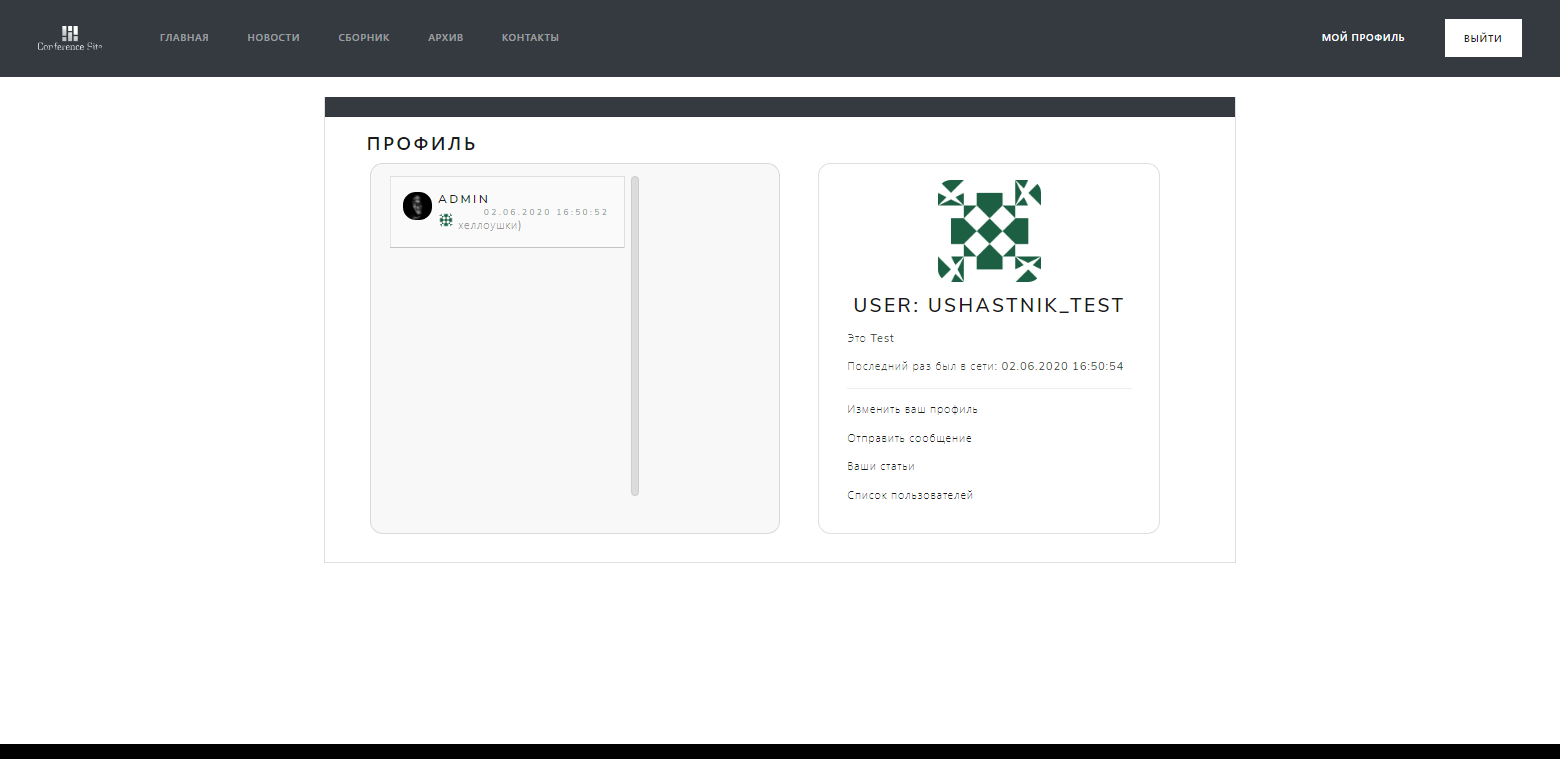 Conference Site
ГЛАВНАЯ НОВОСТИ СБОРНИК АРХИВ КОНТАКТЫ МОЙ ПРОФИЛЬ ВЫЙТИ
ПРОФИЛЬ
ADMIN
02.06.2020 16:50:52
хеллоушки)
USER: USHASTNIK_TEST
Это Test
Последний раз был в сети: 02.06.2020 16:50:54
Изменить ваш профиль
Отправить сообщение
Ваши статьи
Список пользователей